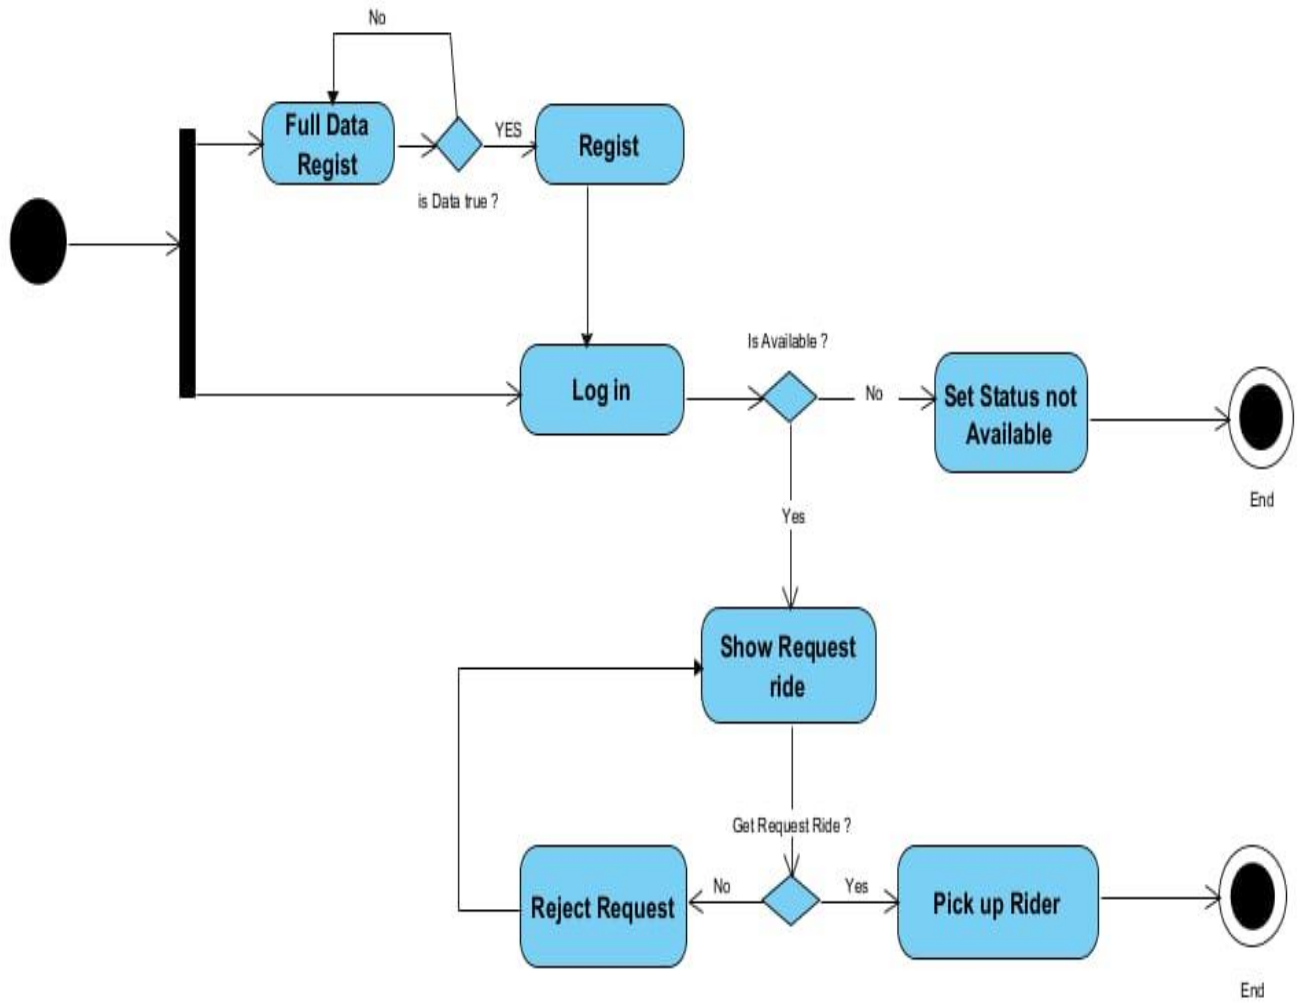 No
Full Data
Regist
YES
Regist
is Data true ?
Is Available ?
Log in
No
Set Status not
Available
End
Yes
Show Request
ride
Get Request Ride ?
No
Yes
Reject Request
Pick up Rider
End